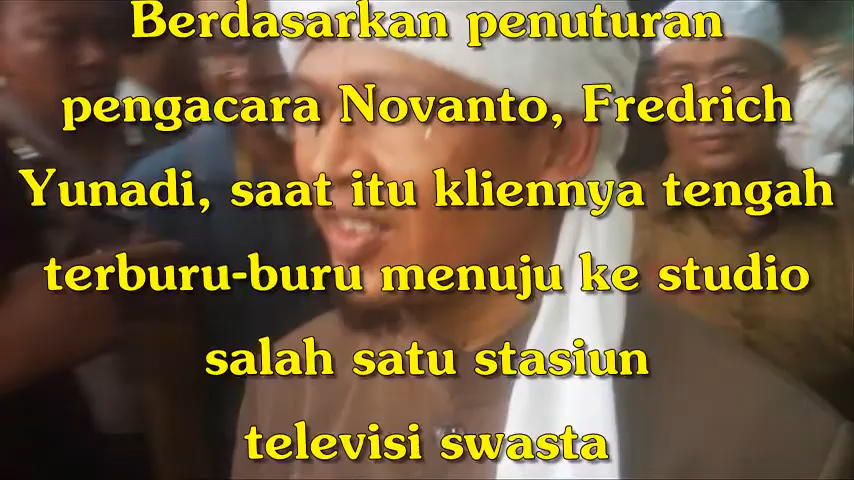 Berdasarkan penuturan
pengacara Novanto, Fredrich
Yunadi, saat itu kliennya tengah
terburu-buru menuju ke studio
salah satu stasiun
televisi swasta